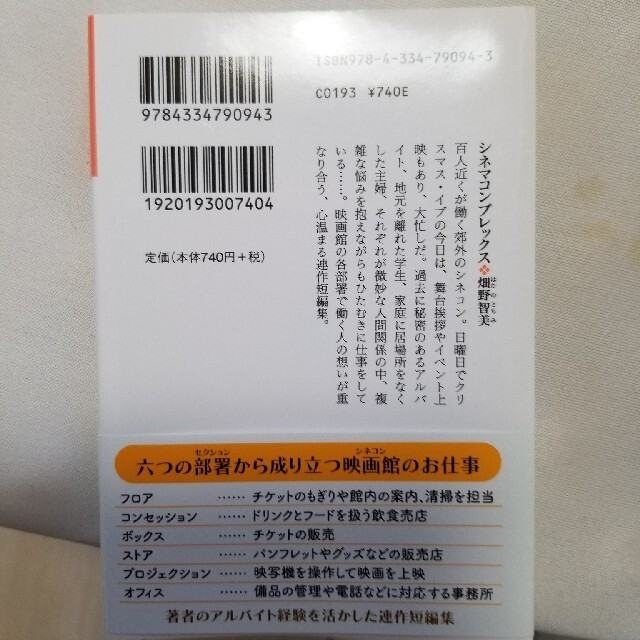 ISBN978-4-334-79094-3
C0193 ¥740E
9784334790943
1920193007404
定価(本体740円+税)
シネマコンプレックス❖畑野智美
はたのともみ
百人近くが働く郊外のシネコン。日曜日でクリ
スマス・イブの今日は、舞台挨拶やイベント上
映もあり、大忙しだ。過去に秘密のあるアルバ
イト、地元を離れた学生、家庭に居場所をなく
した主婦、それぞれが微妙な人間関係の中、複
雑な悩みを抱えながらもひたむきに仕事をして
いる……。映画館の各部署で働く人の想いが重
なり合う、心温まる連作短編集。
セクション シネコン
六つの部署から成り立つ映画館のお仕事
フロア …… チケットのもぎりや館内の案内、清掃を担当
コンセッション …… ドリンクとフードを扱う飲食売店
ボックス …… チケットの販売
ストア …… パンフレットやグッズなどの販売店
プロジェクション …… 映写機を操作して映画を上映
オフィス …… 備品の管理や電話などに対応する事務所
著者のアルバイト経験を活かした連作短編集